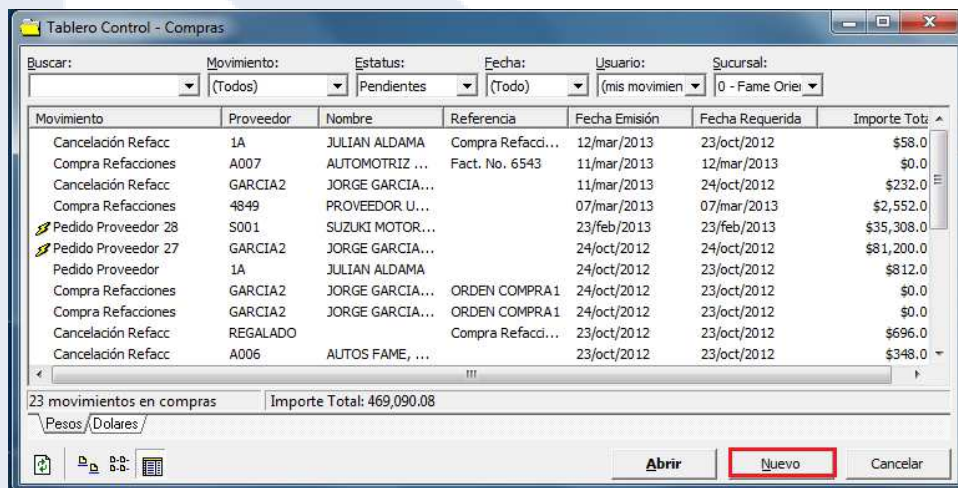 Tablero Control - Compras
Buscar: Movimiento: Estatus: Fecha: Usuario: Sucursal:
(Todos) Pendientes (Todo) (mis movimien 0 - Fame Orier
Movimiento Proveedor Nombre Referencia Fecha Emisión Fecha Requerida Importe Tota
Cancelación Refacc 1A JULIAN ALDAMA Compra Refacci... 12/mar/2013 23/oct/2012 $58.0
Compra Refacciones A007 AUTOMOTRIZ ... Fact. No. 6543 11/mar/2013 12/mar/2013 $0.0
Cancelación Refacc GARCIA2 JORGE GARCIA... 11/mar/2013 24/oct/2012 $232.0
Compra Refacciones 4849 PROVEEDOR U... 07/mar/2013 07/mar/2013 $2,552.0
Pedido Proveedor 28 S001 SUZUKI MOTOR... 23/feb/2013 23/feb/2013 $35,308.0
Pedido Proveedor 27 GARCIA2 JORGE GARCIA... 24/oct/2012 24/oct/2012 $81,200.0
Pedido Proveedor 1A JULIAN ALDAMA 24/oct/2012 23/oct/2012 $812.0
Compra Refacciones GARCIA2 JORGE GARCIA... ORDEN COMPRA1 24/oct/2012 23/oct/2012 $0.0
Compra Refacciones GARCIA2 JORGE GARCIA... ORDEN COMPRA1 24/oct/2012 23/oct/2012 $0.0
Cancelación Refacc REGALADO Compra Refacci... 23/oct/2012 23/oct/2012 $696.0
Cancelación Refacc A006 AUTOS FAME, ... 23/oct/2012 23/oct/2012 $348.0
23 movimientos en compras Importe Total: 469,090.08
Pesos Dolares
Abrir Nuevo Cancelar